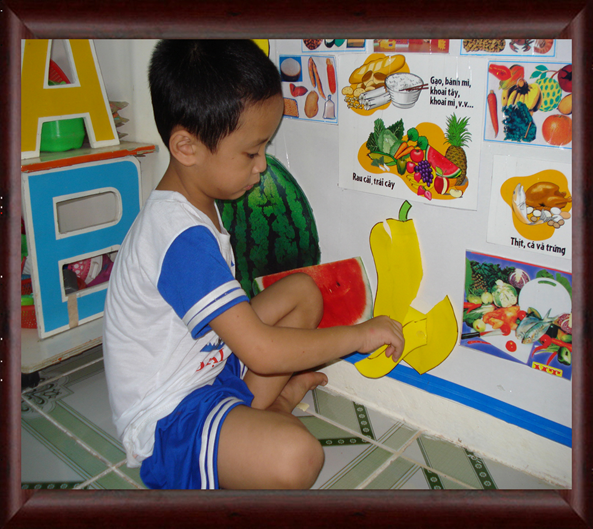 A
B
Gạo, bánh mì,
khoai tây,
khoai mì, v.v...
Rau cải, trái cây
Thịt, cá và trứng